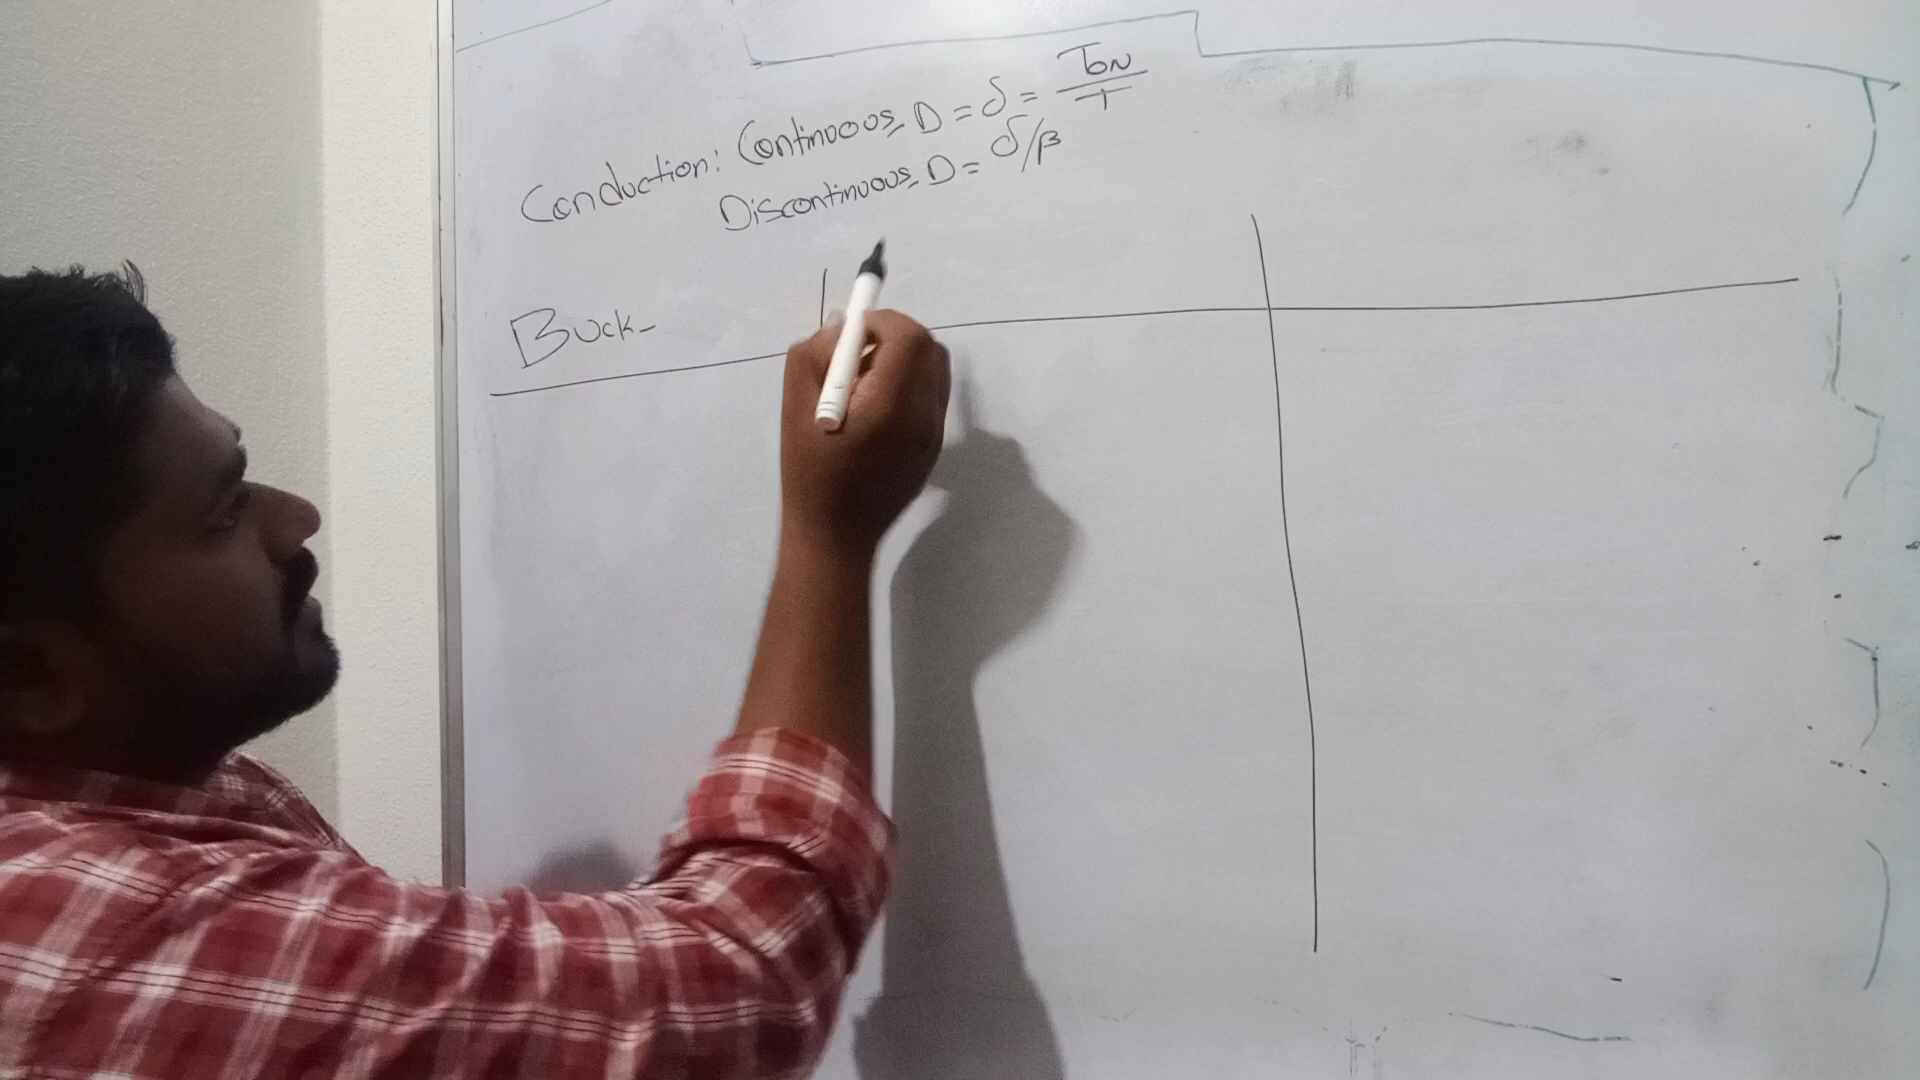 Conduction: Continuous, D = δ = TON/T
Discontinuous, D = δ/β
Buck-